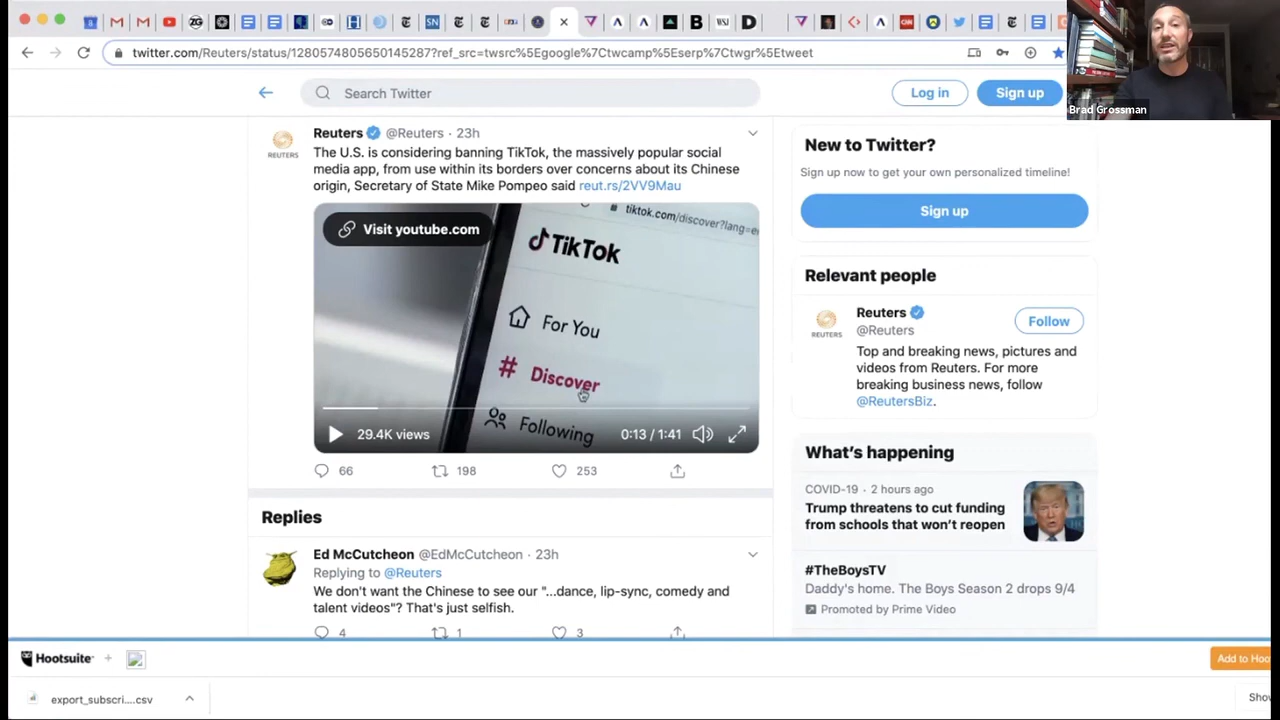 twitter.com/Reuters/status/1280574805650145287?ref_src=twsrc%5Egoogle%7Ctwcamp%5Eserp%7Ctwgr%5Etweet
Brad Grossman
Search Twitter
Log in
Sign up
Reuters @Reuters · 23h
The U.S. is considering banning TikTok, the massively popular social
media app, from use within its borders over concerns about its Chinese
origin, Secretary of State Mike Pompeo said reut.rs/2VV9Mau
REUTERS
Visit youtube.com
tiktok.com/discover?lang=e
TikTok
For You
# Discover
Following
29.4K views
0:13 / 1:41
66
198
253
Replies
Ed McCutcheon @EdMcCutcheon · 23h
Replying to @Reuters
We don't want the Chinese to see our "...dance, lip-sync, comedy and
talent videos"? That's just selfish.
4
1
3
New to Twitter?
Sign up now to get your own personalized timeline!
Sign up
Relevant people
Reuters
@Reuters
REUTERS
Follow
Top and breaking news, pictures and
videos from Reuters. For more
breaking business news, follow
@ReutersBiz.
What's happening
COVID-19 · 2 hours ago
Trump threatens to cut funding
from schools that won't reopen
#TheBoysTV
Daddy's home. The Boys Season 2 drops 9/4
Promoted by Prime Video
Hootsuite +
Add to Hoo
export_subscri....csv
Show